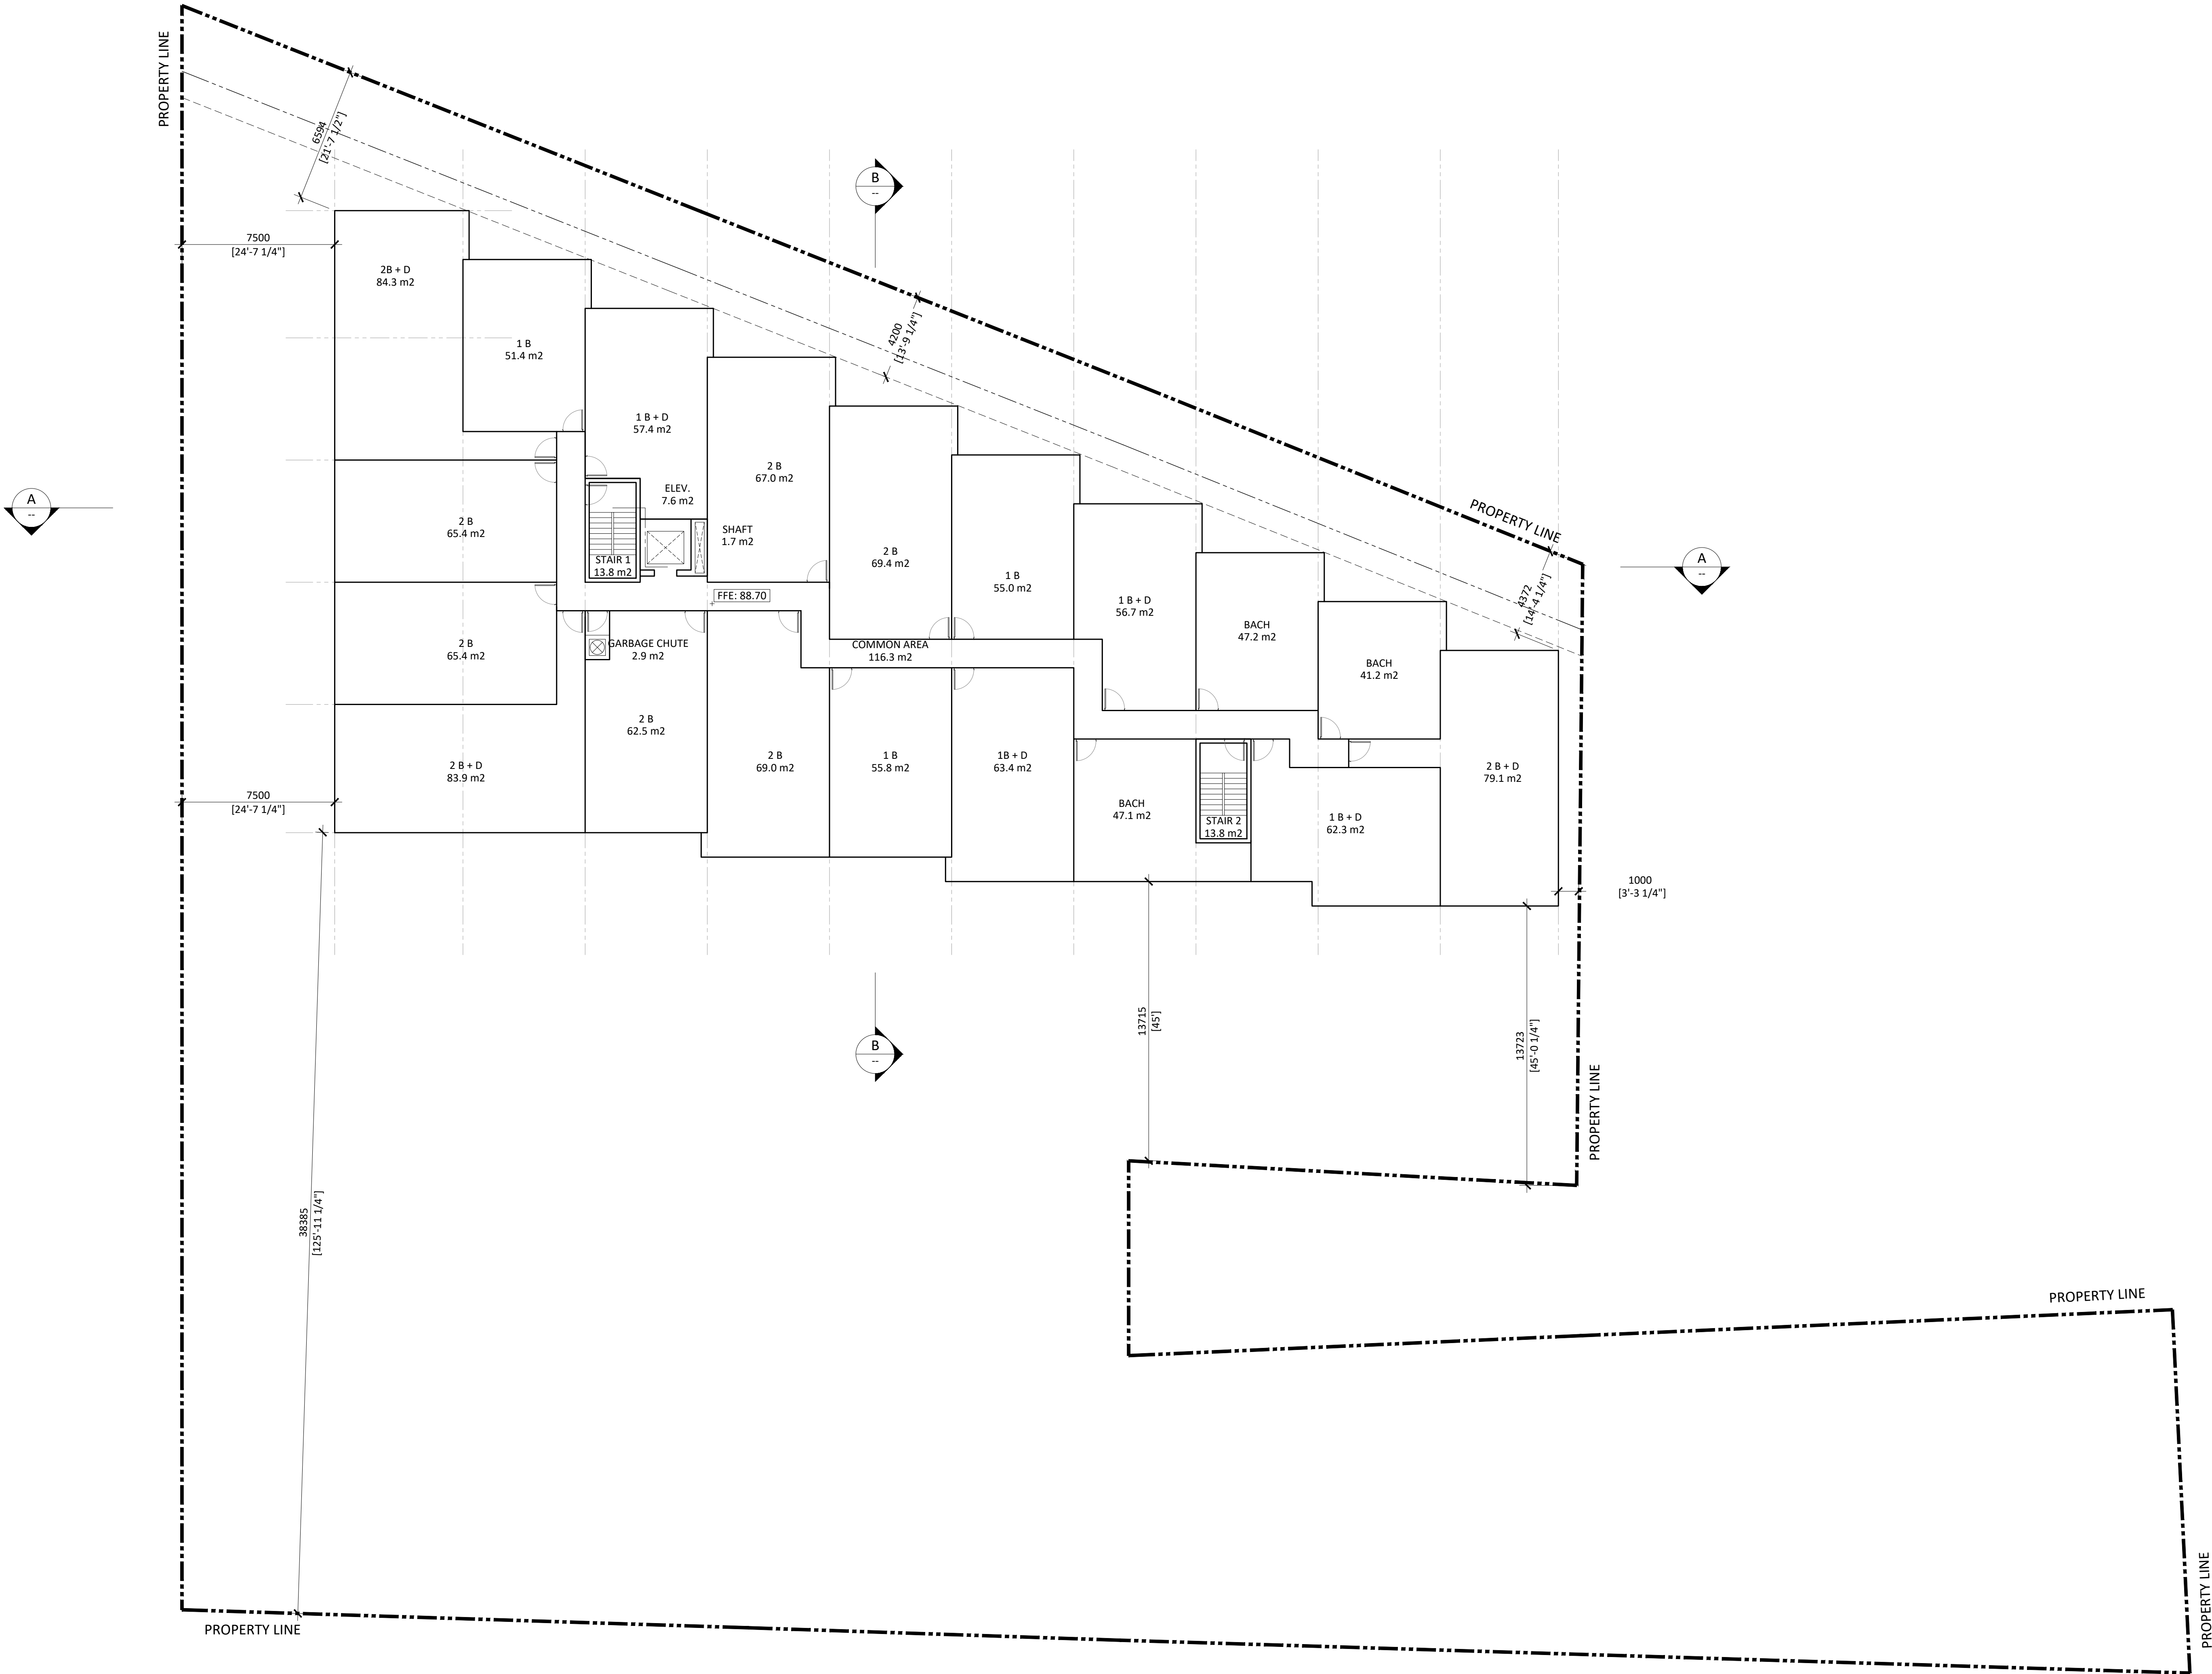 PROPERTY LINE
6594
[21'-7 1/2"]
B
--
7500
[24'-7 1/4"]
2B + D
84.3 m2
4200
[13'-9 1/4"]
1 B
51.4 m2
1 B + D
57.4 m2
2 B
67.0 m2
ELEV.
7.6 m2
A
--
2 B
65.4 m2
SHAFT
1.7 m2
STAIR 1
13.8 m2
2 B
69.4 m2
1 B
55.0 m2
PROPERTY LINE
A
--
4372
[14'-4 1/4"]
FFE: 88.70
1 B + D
56.7 m2
BACH
47.2 m2
2 B
65.4 m2
GARBAGE CHUTE
2.9 m2
COMMON AREA
116.3 m2
BACH
41.2 m2
2 B
62.5 m2
2 B + D
83.9 m2
2 B
69.0 m2
1 B
55.8 m2
1B + D
63.4 m2
2 B + D
79.1 m2
7500
[24'-7 1/4"]
BACH
47.1 m2
STAIR 2
13.8 m2
1 B + D
62.3 m2
1000
[3'-3 1/4"]
B
--
13715
[45']
13723
[45'-0 1/4"]
PROPERTY LINE
38385
[125'-11 1/4"]
PROPERTY LINE
PROPERTY LINE
PROPERTY LINE